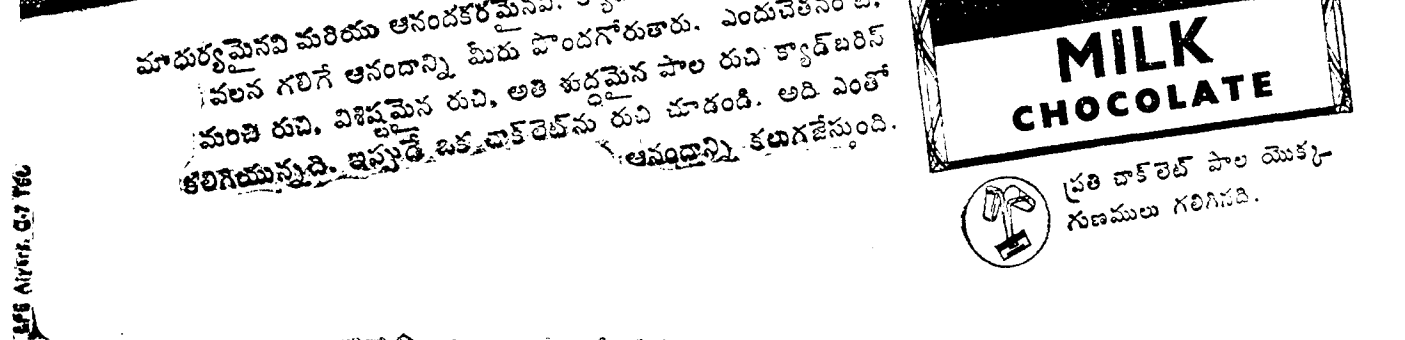 మాధుర్యమైనవి మరియు ఆనందకరమైనవి.
వలన గలిగే ఆనందాన్ని మీరు పొందగోరుతారు. ఎందుచేతనంటే,
మంచి రుచి, విశిష్టమైన రుచి, అతి శుద్ధమైన పాల రుచి క్యాడ్‌బరిస్
కలిగియున్నది. ఇప్పుడే ఒక చాక్‌లెట్‌ను రుచి చూడండి. అది ఎంతో
ఆనందాన్ని కలుగజేస్తుంది.
MILK
CHOCOLATE
ప్రతి చాక్‌లెట్ పాల యొక్క
గుణములు గలిగినది.